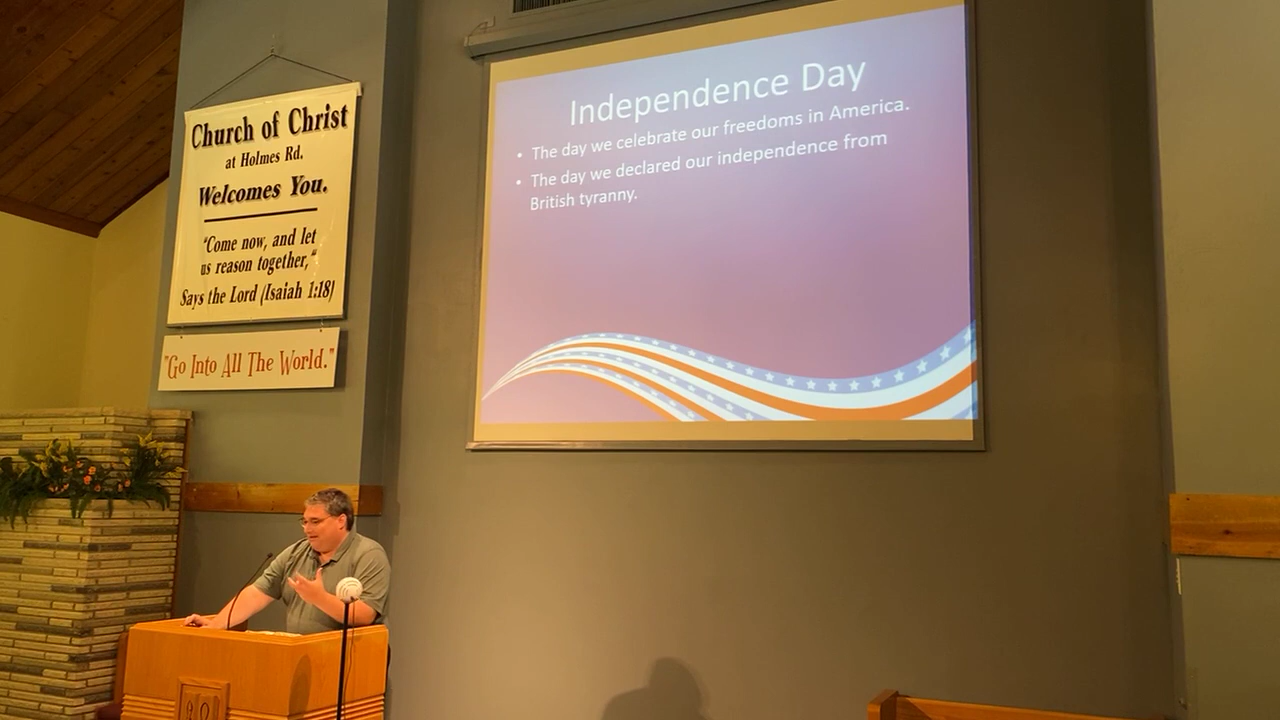 Church of Christ
at Holmes Rd.
Welcomes You.
"Come now, and let
us reason together,"
Says the Lord (Isaiah 1:18)
"Go Into All The World."
Independence Day
• The day we celebrate our freedoms in America.
• The day we declared our independence from
British tyranny.